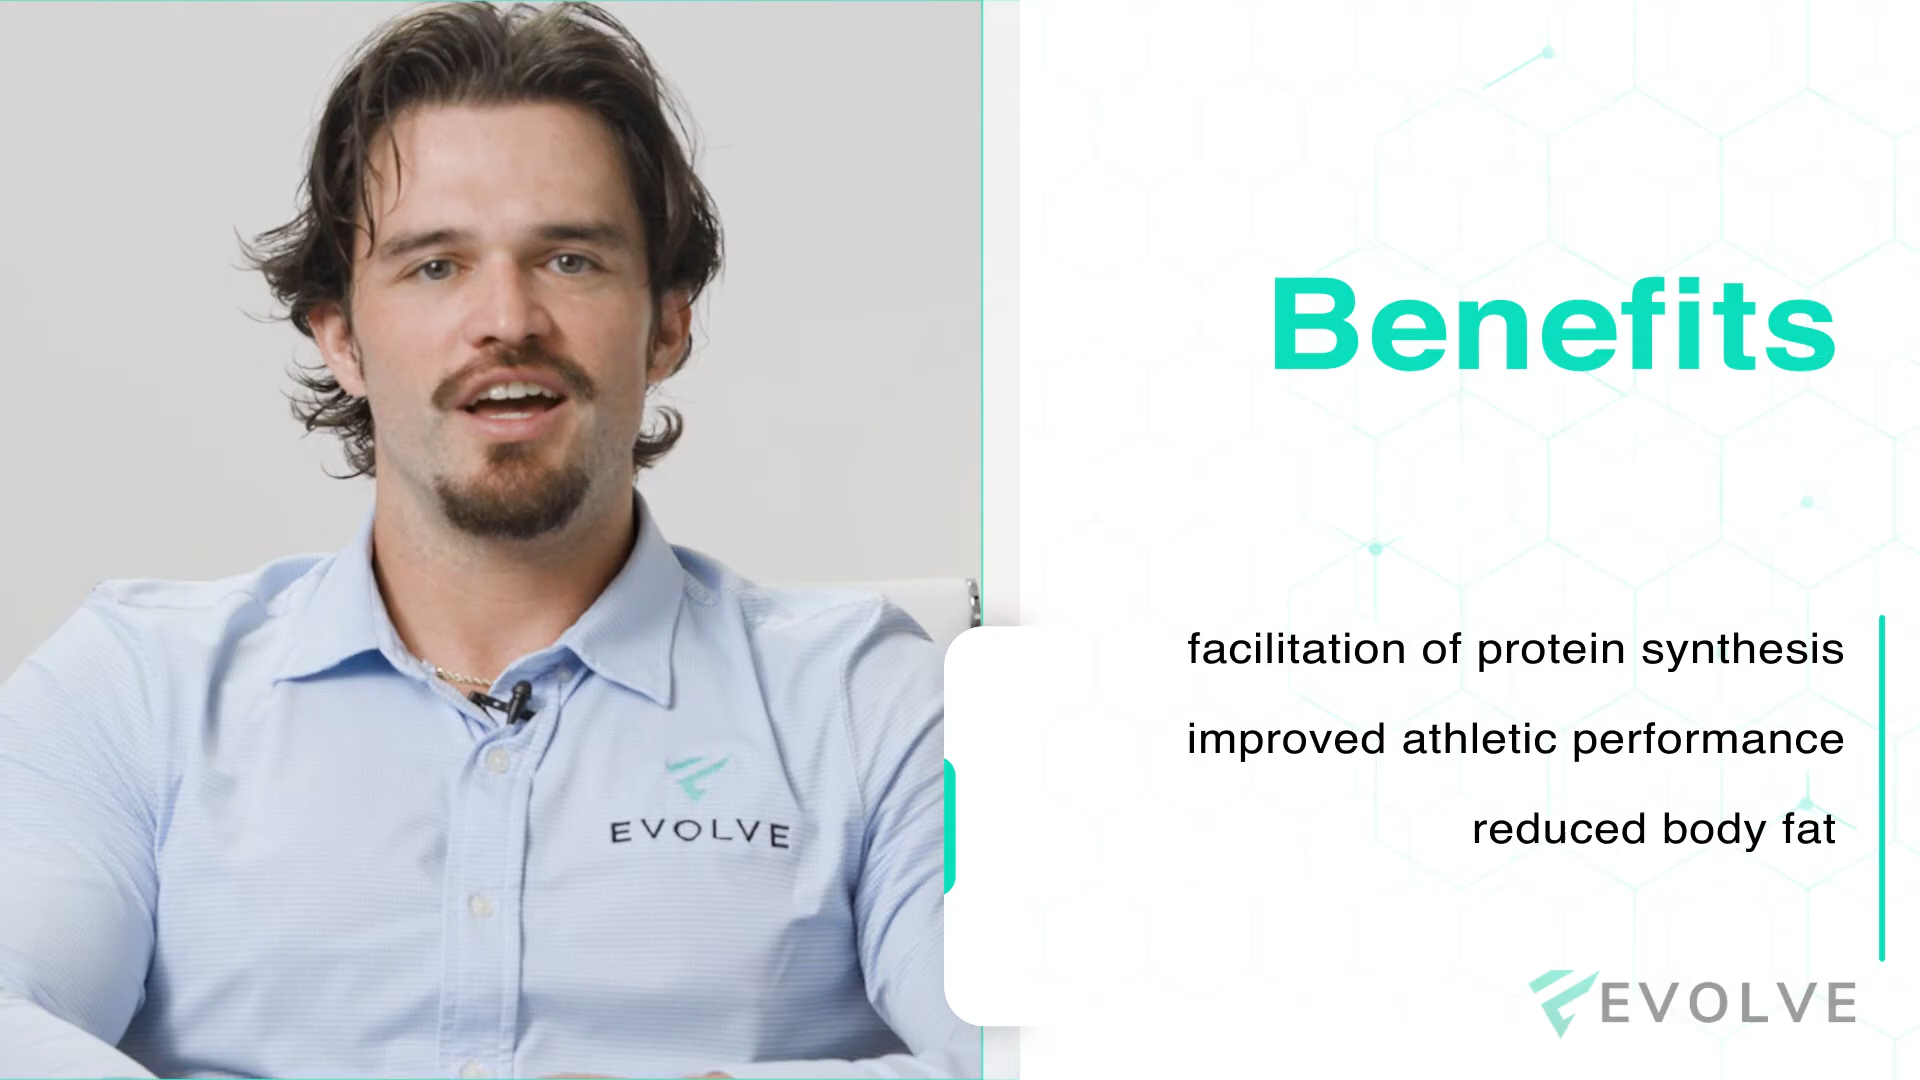 Benefits
facilitation of protein synthesis
improved athletic performance
reduced body fat
EVOLVE
EVOLVE